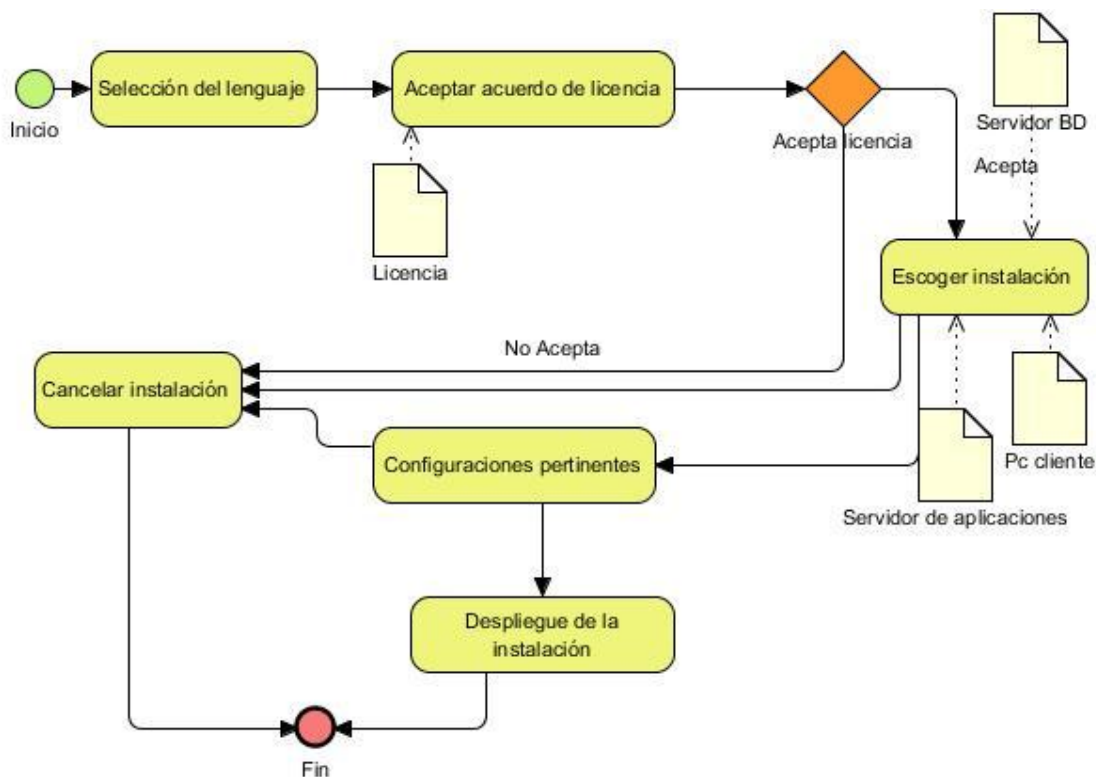 Selección del lenguaje
Aceptar acuerdo de licencia
Inicio
Acepta licencia
Servidor BD
Acepta
Licencia
Escoger instalación
No Acepta
Cancelar instalación
Configuraciones pertinentes
Pc cliente
Servidor de aplicaciones
Despliegue de la
instalación
Fin